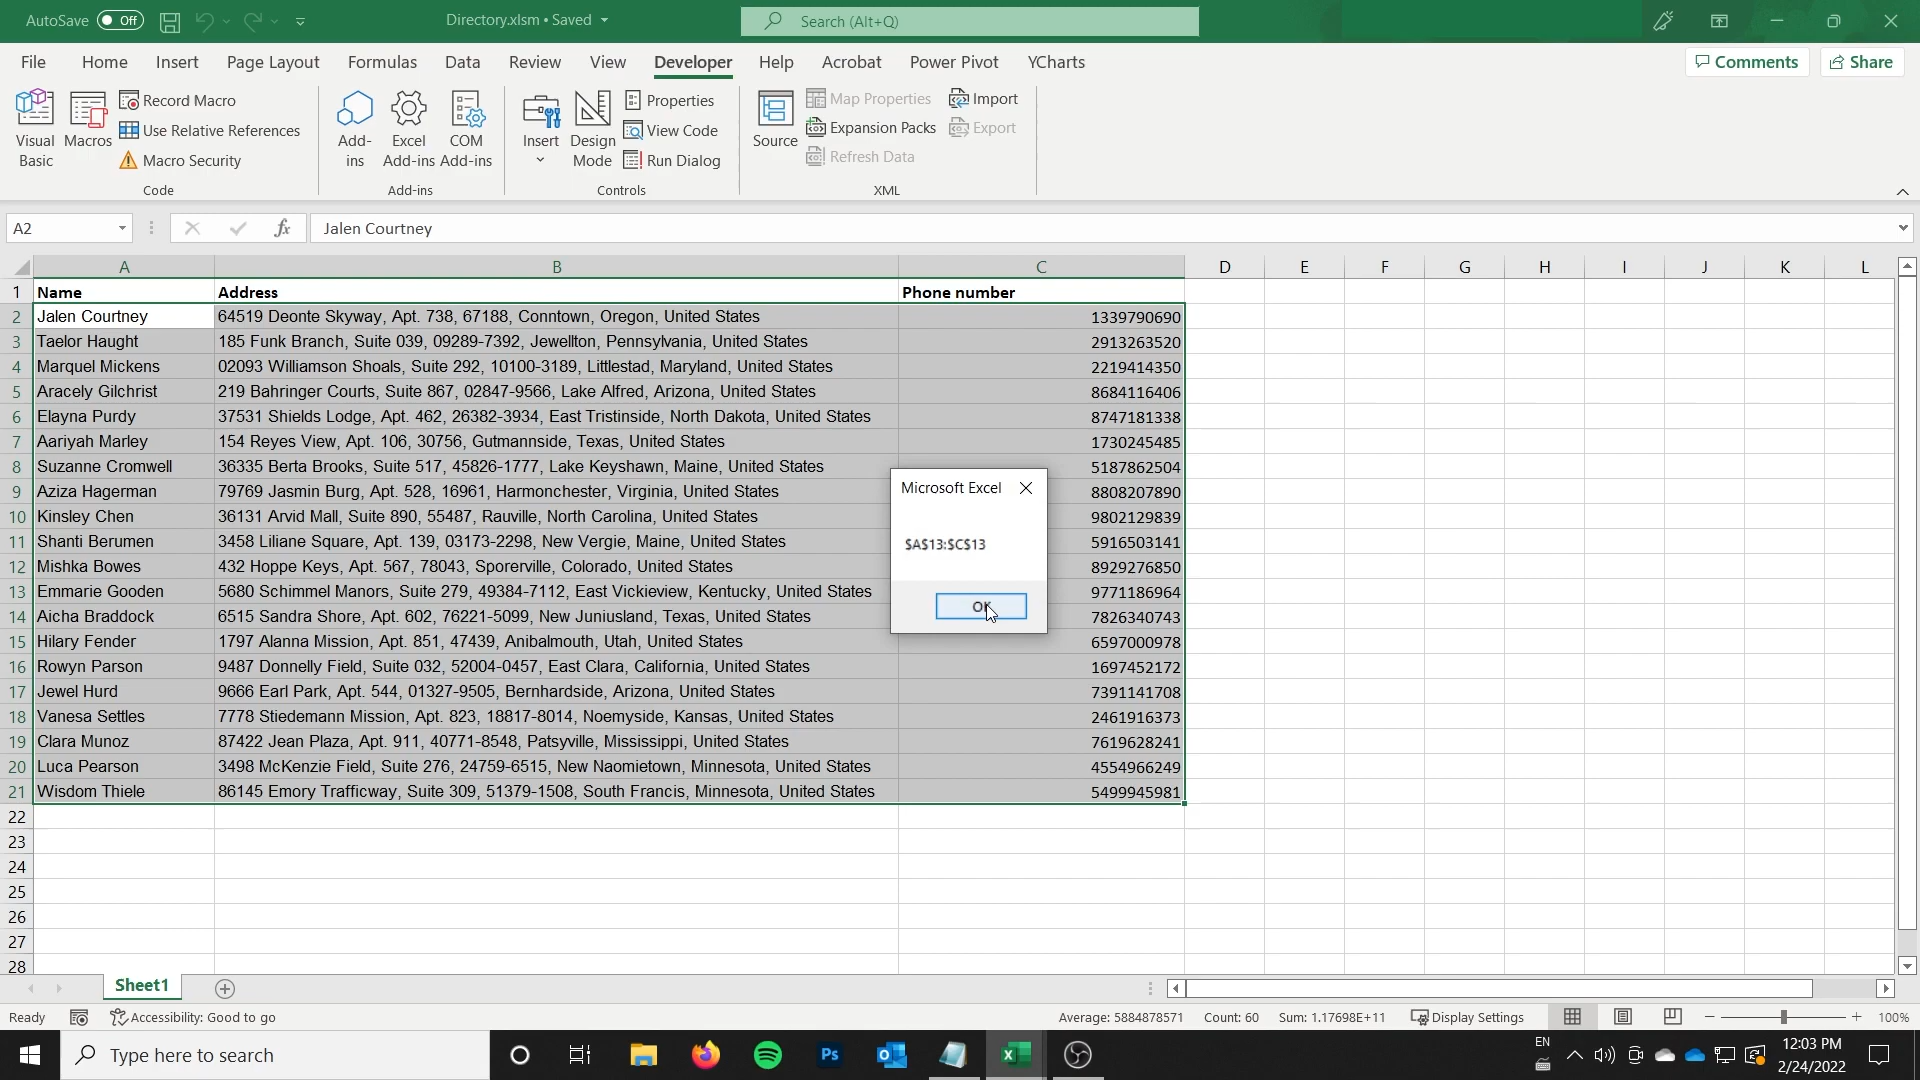 AutoSave Off Directory.xlsm • Saved Search (Alt+Q)
File Home Insert Page Layout Formulas Data Review View Developer Help Acrobat Power Pivot YCharts Comments Share
Visual Basic
Macros
Record Macro
Use Relative References
Macro Security
Code
Add-ins
Excel Add-ins
COM Add-ins
Add-ins
Insert
Design Mode
Properties
View Code
Run Dialog
Controls
Source
Map Properties
Expansion Packs
Refresh Data
Import
Export
XML
A2 fx Jalen Courtney
A B C D E F G H I J K L
1 Name Address Phone number
2 Jalen Courtney 64519 Deonte Skyway, Apt. 738, 67188, Conntown, Oregon, United States 1339790690
3 Taelor Haught 185 Funk Branch, Suite 039, 09289-7392, Jewellton, Pennsylvania, United States 2913263520
4 Marquel Mickens 02093 Williamson Shoals, Suite 292, 10100-3189, Littlestad, Maryland, United States 2219414350
5 Aracely Gilchrist 219 Bahringer Courts, Suite 867, 02847-9566, Lake Alfred, Arizona, United States 8684116406
6 Elayna Purdy 37531 Shields Lodge, Apt. 462, 26382-3934, East Tristinside, North Dakota, United States 8747181338
7 Aariyah Marley 154 Reyes View, Apt. 106, 30756, Gutmannside, Texas, United States 1730245485
8 Suzanne Cromwell 36335 Berta Brooks, Suite 517, 45826-1777, Lake Keyshawn, Maine, United States 5187862504
9 Aziza Hagerman 79769 Jasmin Burg, Apt. 528, 16961, Harmonchester, Virginia, United States 8808207890
10 Kinsley Chen 36131 Arvid Mall, Suite 890, 55487, Rauville, North Carolina, United States 9802129839
11 Shanti Berumen 3458 Liliane Square, Apt. 139, 03173-2298, New Vergie, Maine, United States 5916503141
12 Mishka Bowes 432 Hoppe Keys, Apt. 567, 78043, Sporerville, Colorado, United States 8929276850
13 Emmarie Gooden 5680 Schimmel Manors, Suite 279, 49384-7112, East Vickieview, Kentucky, United States 9771186964
14 Aicha Braddock 6515 Sandra Shore, Apt. 602, 76221-5099, New Juniusland, Texas, United States 7826340743
15 Hilary Fender 1797 Alanna Mission, Apt. 851, 47439, Anibalmouth, Utah, United States 6597000978
16 Rowyn Parson 9487 Donnelly Field, Suite 032, 52004-0457, East Clara, California, United States 1697452172
17 Jewel Hurd 9666 Earl Park, Apt. 544, 01327-9505, Bernhardside, Arizona, United States 7391141708
18 Vanesa Settles 7778 Stiedemann Mission, Apt. 823, 18817-8014, Noemyside, Kansas, United States 2461916373
19 Clara Munoz 87422 Jean Plaza, Apt. 911, 40771-8548, Patsyville, Mississippi, United States 7619628241
20 Luca Pearson 3498 McKenzie Field, Suite 276, 24759-6515, New Naomietown, Minnesota, United States 4554966249
21 Wisdom Thiele 86145 Emory Trafficway, Suite 309, 51379-1508, South Francis, Minnesota, United States 5499945981
22
23
24
25
26
27
28
Microsoft Excel
$A$13:$C$13
OK
Sheet1
Ready Accessibility: Good to go Average: 5884878571 Count: 60 Sum: 1.17698E+11 Display Settings 100%
Type here to search Ps EN 12:03 PM
2/24/2022